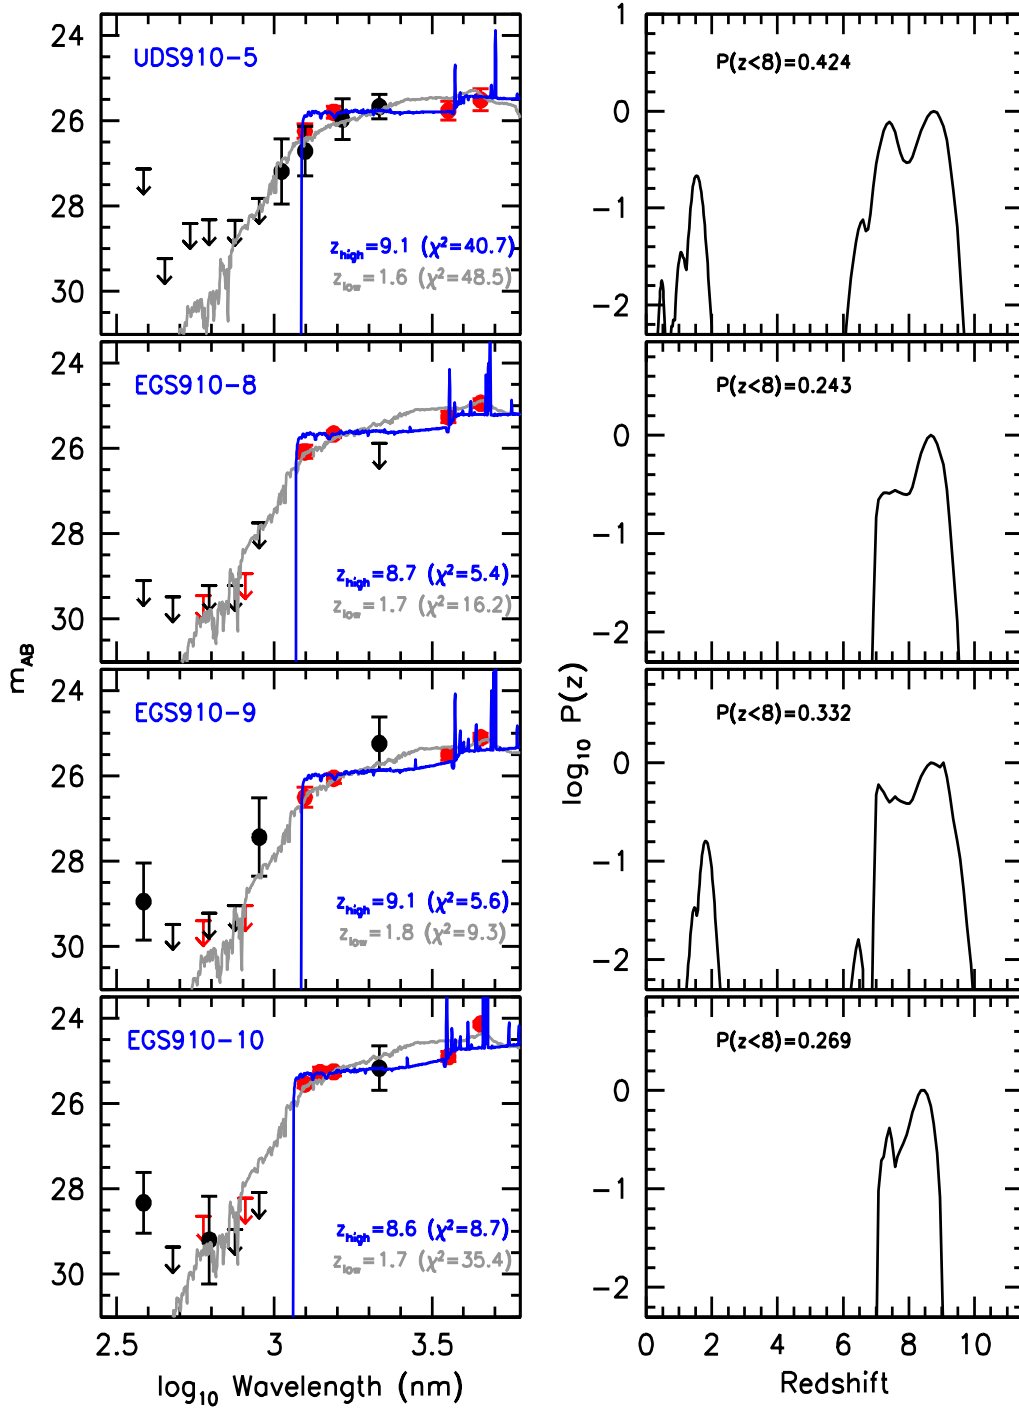 24
26
28
30
UDS910-5
z_high=9.1 (χ²=40.7)
z_low=1.6 (χ²=48.5)
1
0
−1
−2
P(z<8)=0.424
24
26
28
30
EGS910-8
z_high=8.7 (χ²=5.4)
z_low=1.7 (χ²=16.2)
0
−1
−2
P(z<8)=0.243
m_AB
24
26
28
30
EGS910-9
z_high=9.1 (χ²=5.6)
z_low=1.8 (χ²=9.3)
log₁₀ P(z)
0
−1
−2
P(z<8)=0.332
24
26
28
30
EGS910-10
z_high=8.6 (χ²=8.7)
z_low=1.7 (χ²=35.4)
0
−1
−2
P(z<8)=0.269
2.5 3 3.5
log₁₀ Wavelength (nm)
0 2 4 6 8 10
Redshift